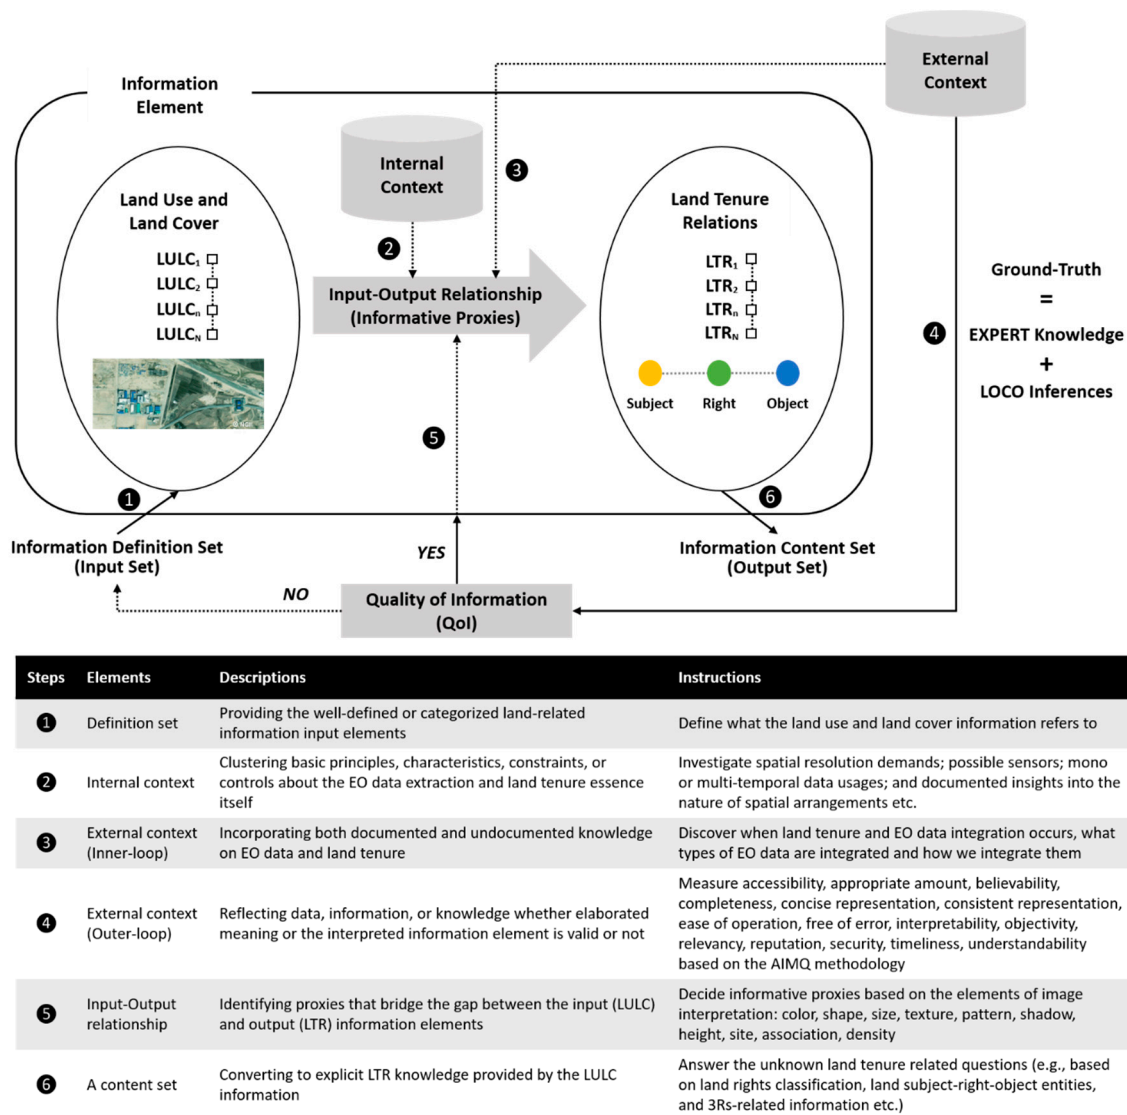 External
Context
Information
Element
Internal
Context
3
Land Use and
Land Cover
Land Tenure
Relations
2
LULC1
LULC2
LULCn
LULCN
LTR1
LTR2
LTRn
LTRN
Input-Output Relationship
(Informative Proxies)
Ground-Truth
=
EXPERT Knowledge
+
LOCO Inferences
4
Subject Right Object
5
1
6
Information Definition Set
(Input Set)
YES
Information Content Set
(Output Set)
NO
Quality of Information
(QoI)
Steps Elements Descriptions Instructions
1 Definition set
Providing the well-defined or categorized land-related
information input elements
Define what the land use and land cover information refers to
2 Internal context
Clustering basic principles, characteristics, constraints, or
controls about the EO data extraction and land tenure essence
itself
Investigate spatial resolution demands; possible sensors; mono
or multi-temporal data usages; and documented insights into the
nature of spatial arrangements etc.
3
External context
(Inner-loop)
Incorporating both documented and undocumented knowledge
on EO data and land tenure
Discover when land tenure and EO data integration occurs, what
types of EO data are integrated and how we integrate them
4
External context
(Outer-loop)
Reflecting data, information, or knowledge whether elaborated
meaning or the interpreted information element is valid or not
Measure accessibility, appropriate amount, believability,
completeness, concise representation, consistent representation,
ease of operation, free of error, interpretability, objectivity,
relevancy, reputation, security, timeliness, understandability
based on the AIMQ methodology
5
Input-Output
relationship
Identifying proxies that bridge the gap between the input (LULC)
and output (LTR) information elements
Decide informative proxies based on the elements of image
interpretation: color, shape, size, texture, pattern, shadow,
height, site, association, density
6 A content set
Converting to explicit LTR knowledge provided by the LULC
information
Answer the unknown land tenure related questions (e.g., based
on land rights classification, land subject-right-object entities,
and 3Rs-related information etc.)